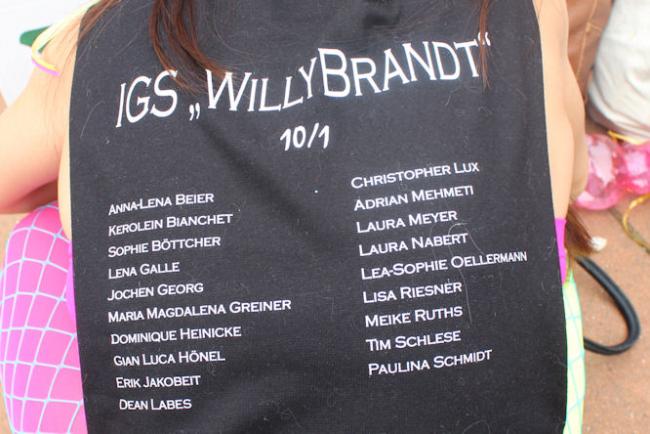 IGS „WILLYBRANDT“
10/1
ANNA-LENA BEIER
KEROLEIN BIANCHET
SOPHIE BÖTTCHER
LENA GALLE
JOCHEN GEORG
MARIA MAGDALENA GREINER
DOMINIQUE HEINICKE
GIAN LUCA HÖNEL
ERIK JAKOBEIT
DEAN LABES
CHRISTOPHER LUX
ADRIAN MEHMETI
LAURA MEYER
LAURA NABERT
LEA-SOPHIE OELLERMANN
LISA RIESNER
MEIKE RUTHS
TIM SCHLESE
PAULINA SCHMIDT